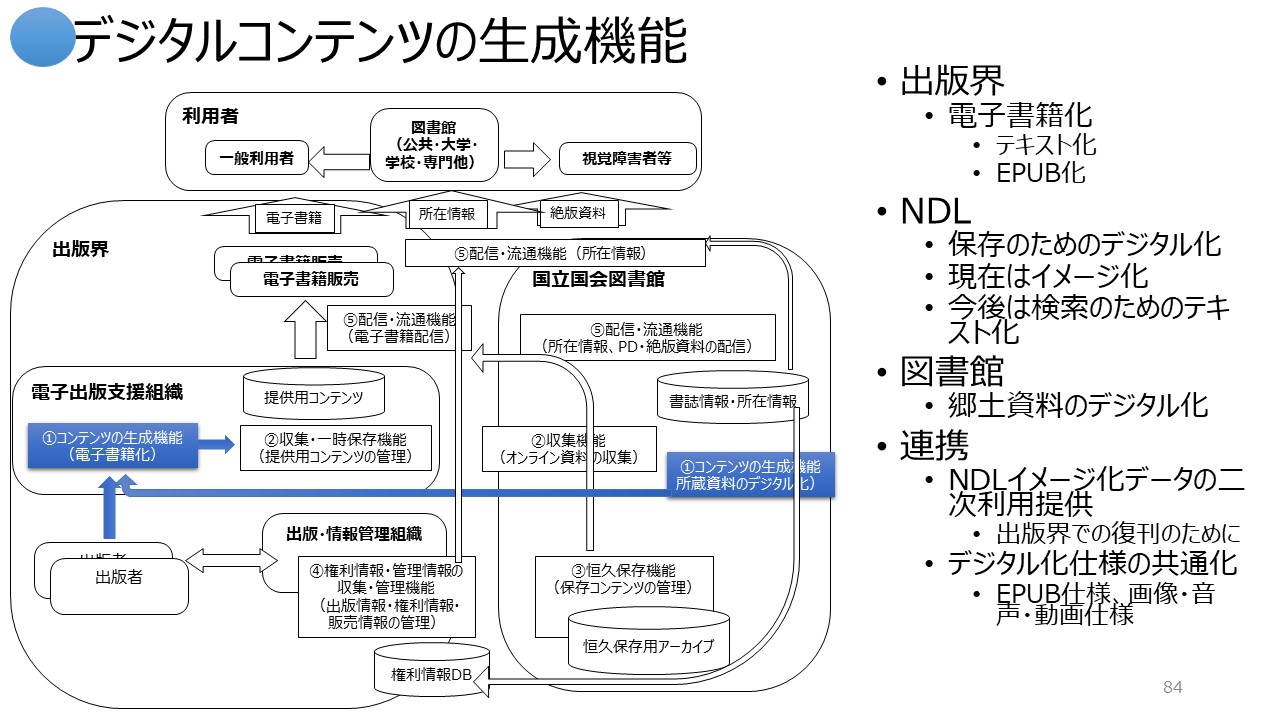 デジタルコンテンツの生成機能
利用者
一般利用者
図書館
（公共・大学・
学校・専門他）
視覚障害者等
電子書籍
所在情報
絶版資料
出版界
電子書籍販売
電子書籍販売
⑤配信・流通機能（所在情報）
国立国会図書館
⑤配信・流通機能
（電子書籍配信）
⑤配信・流通機能
（所在情報、PD・絶版資料の配信）
電子出版支援組織
提供用コンテンツ
書誌情報・所在情報
①コンテンツの生成機能
（電子書籍化）
②収集・一時保存機能
（提供用コンテンツの管理）
②収集機能
（オンライン資料の収集）
①コンテンツの生成機能
所蔵資料のデジタル化）
出版・情報管理組織
出版者
出版者
④権利情報・管理情報の
収集・管理機能
（出版情報・権利情報・
販売情報の管理）
③恒久保存機能
（保存コンテンツの管理）
恒久保存用アーカイブ
権利情報DB
• 出版界
• 電子書籍化
• テキスト化
• EPUB化
• NDL
• 保存のためのデジタル化
• 現在はイメージ化
• 今後は検索のためのテキ
スト化
• 図書館
• 郷土資料のデジタル化
• 連携
• NDLイメージ化データの二
次利用提供
• 出版界での復刊のために
• デジタル化仕様の共通化
• EPUB仕様、画像・音
声・動画仕様
84